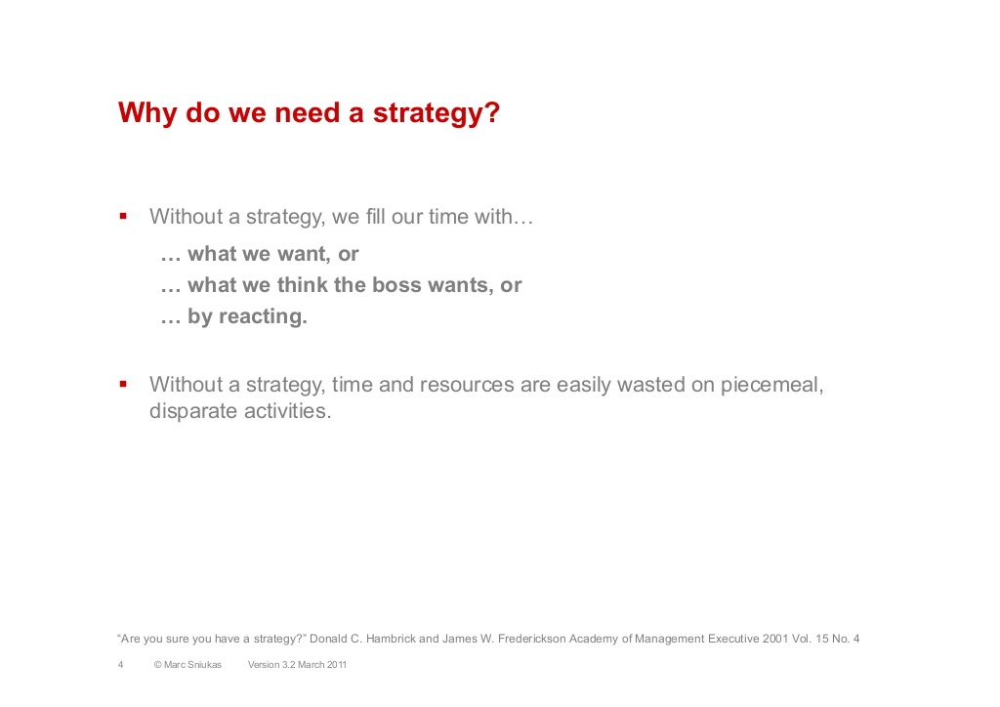 Why do we need a strategy?
▪ Without a strategy, we fill our time with…
… what we want, or
… what we think the boss wants, or
… by reacting.
▪ Without a strategy, time and resources are easily wasted on piecemeal,
disparate activities.
“Are you sure you have a strategy?” Donald C. Hambrick and James W. Frederickson Academy of Management Executive 2001 Vol. 15 No. 4
4 © Marc Sniukas Version 3.2 March 2011